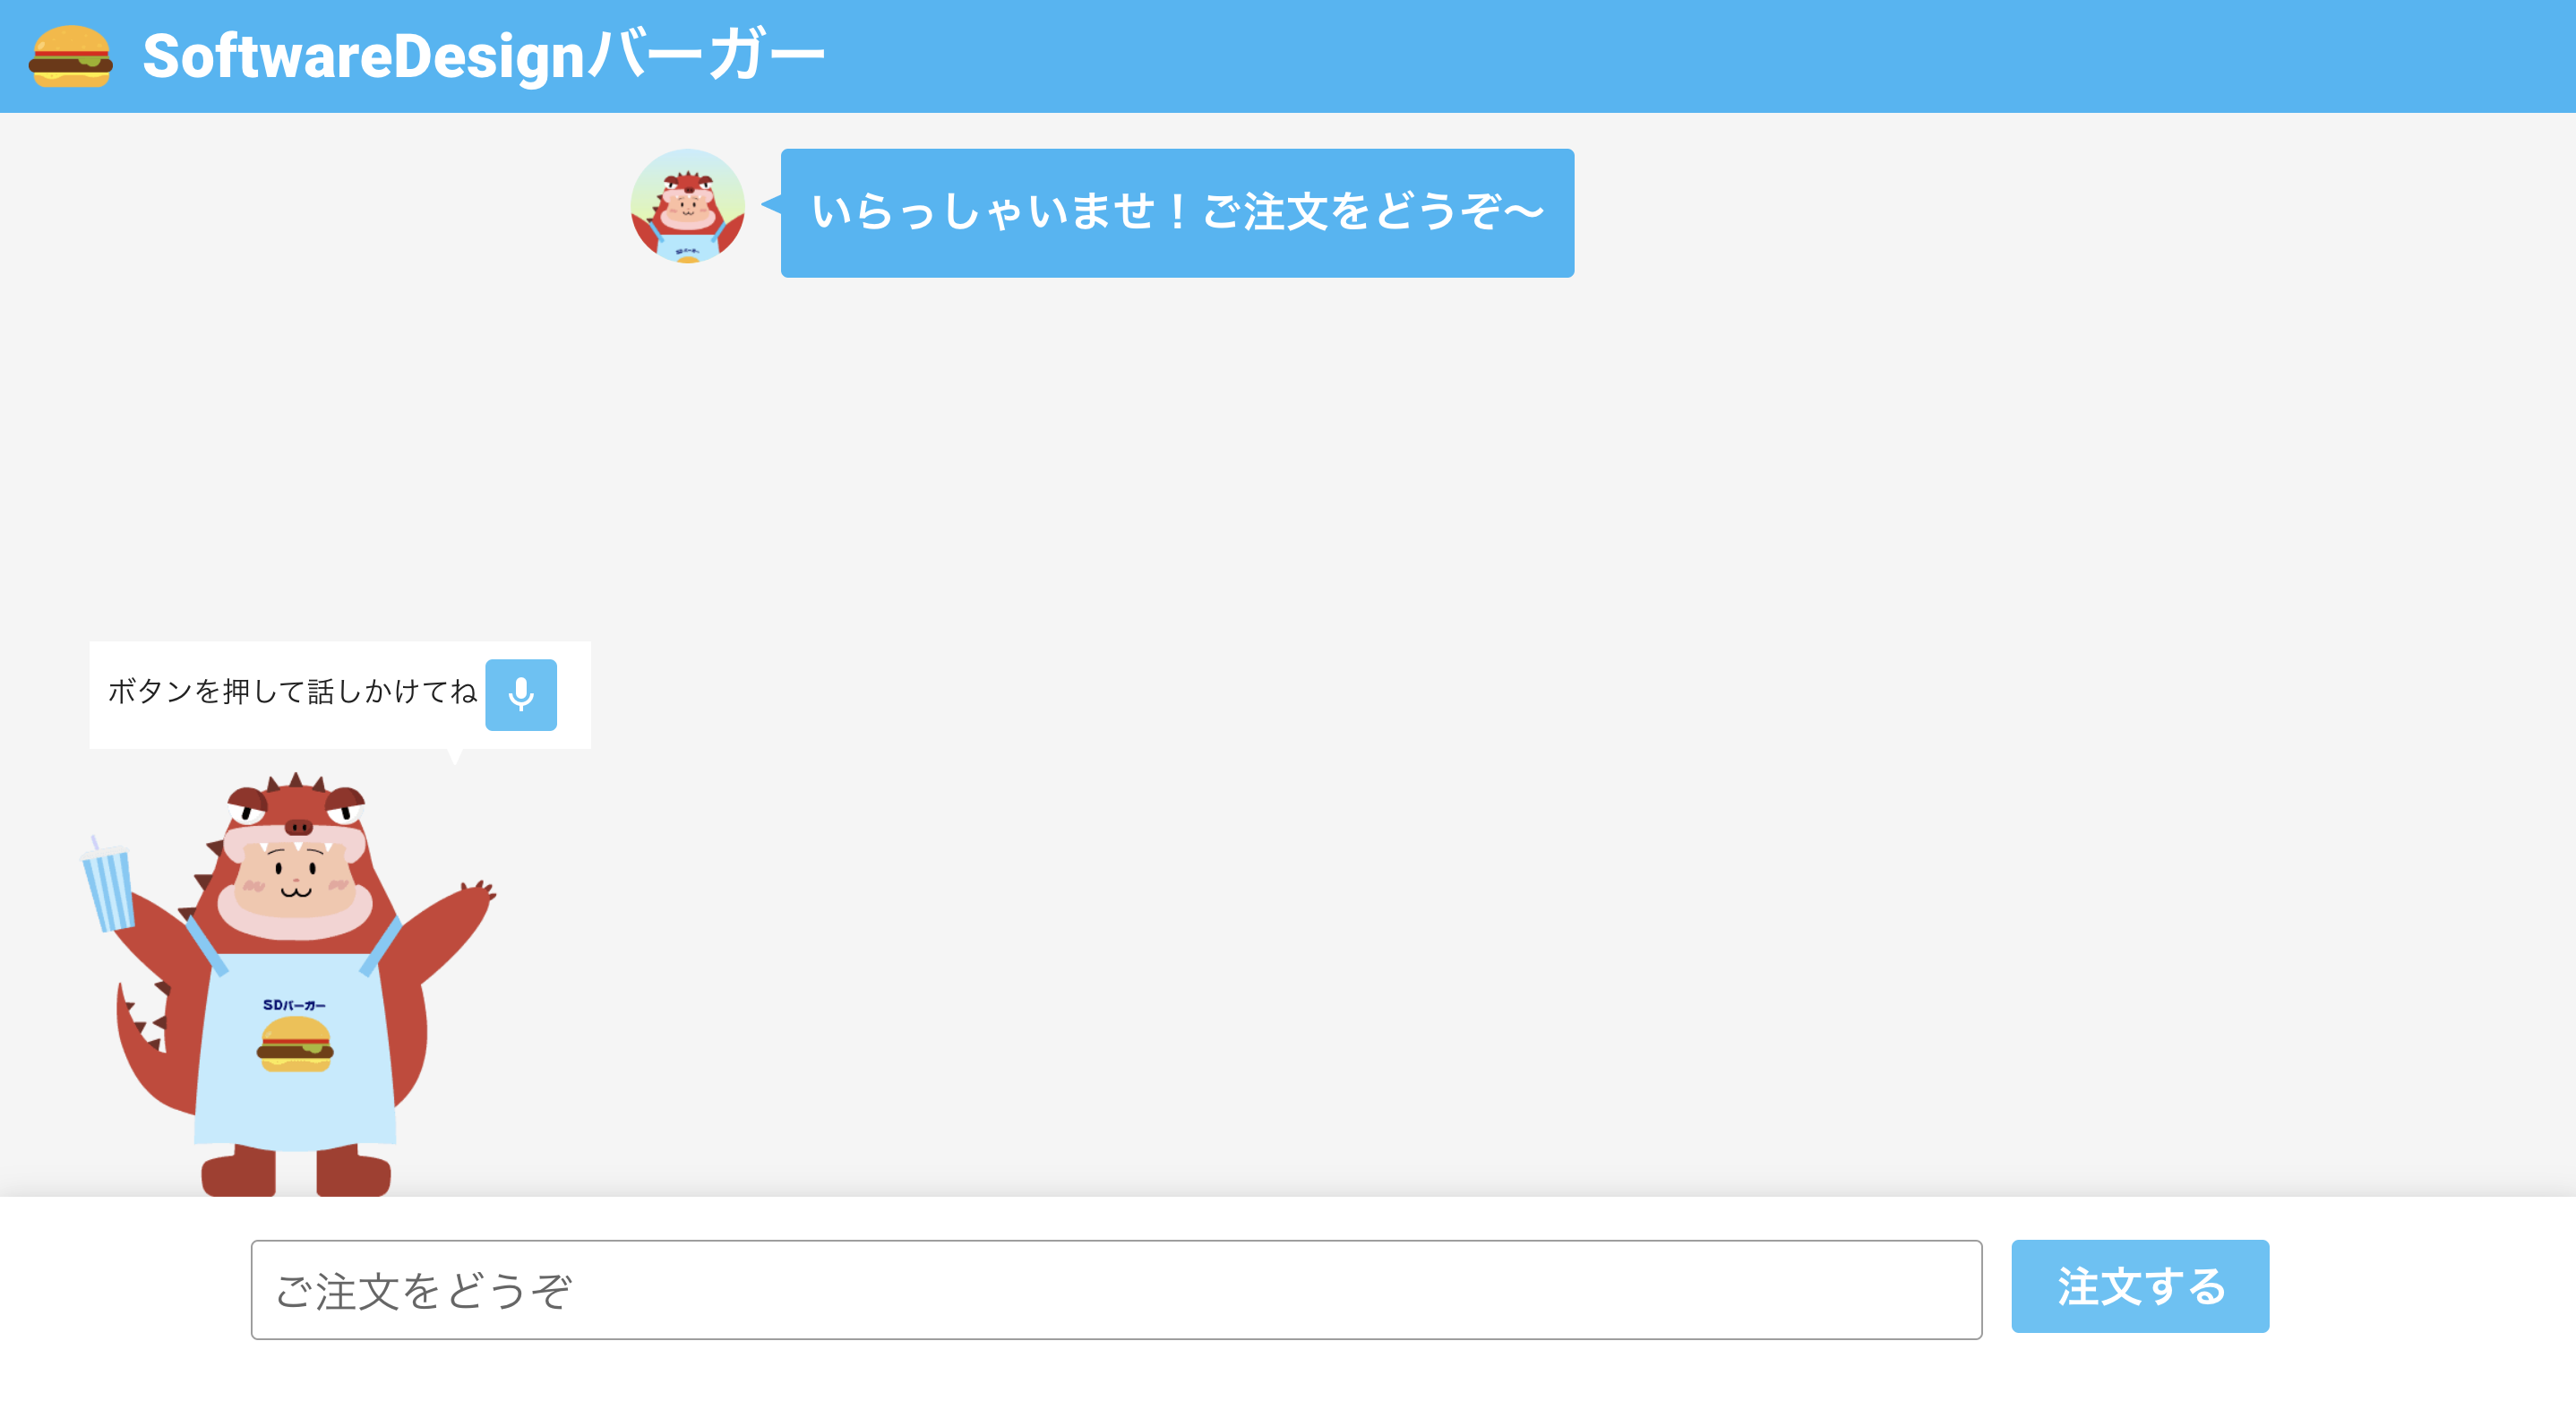 SoftwareDesignバーガー
いらっしゃいませ！ご注文をどうぞ〜
ボタンを押して話しかけてね
SDバーガー
ご注文をどうぞ
注文する